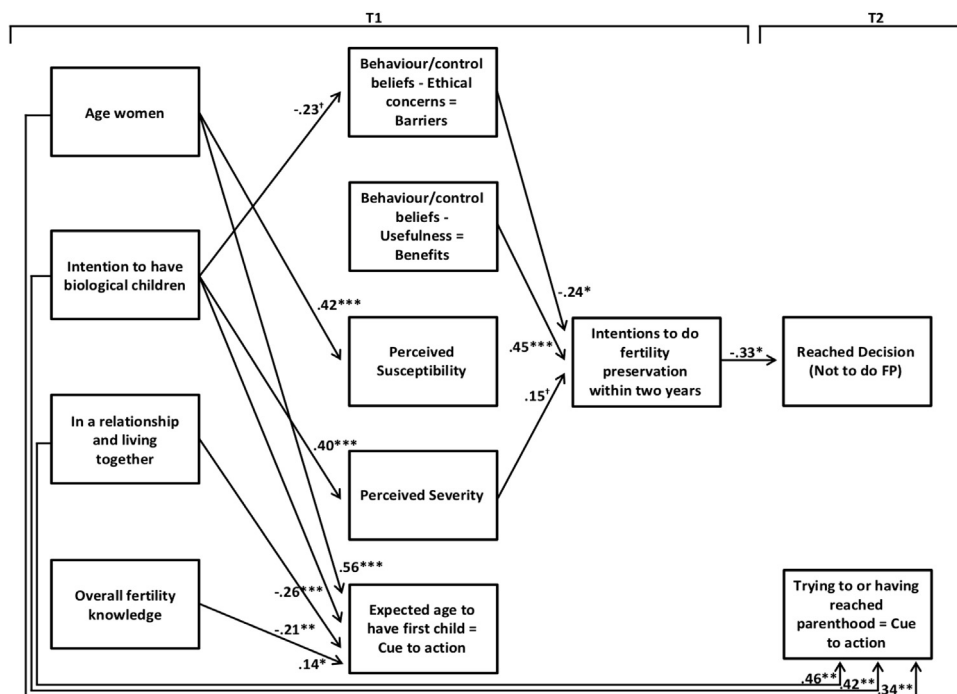 T1
T2
Age women
Intention to have
biological children
In a relationship
and living
together
Overall fertility
knowledge
-.23†
.42***
.40***
.56***
-.26***
-.21**
.14*
Behaviour/control
beliefs - Ethical
concerns =
Barriers
Behaviour/control
beliefs -
Usefulness =
Benefits
Perceived
Susceptibility
Perceived Severity
Expected age to
have first child =
Cue to action
-.24*
.45***
.15†
Intentions to do
fertility
preservation
within two years
-.33*
Reached Decision
(Not to do FP)
Trying to or having
reached
parenthood = Cue
to action
.46**
.42**
.34**